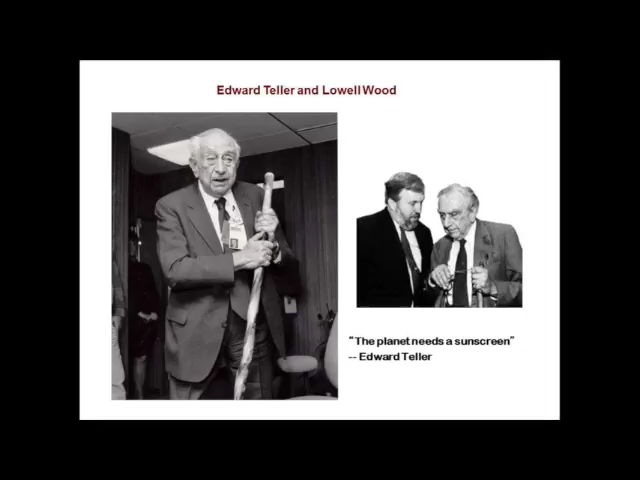 Edward Teller and Lowell Wood
"The planet needs a sunscreen"
-- Edward Teller